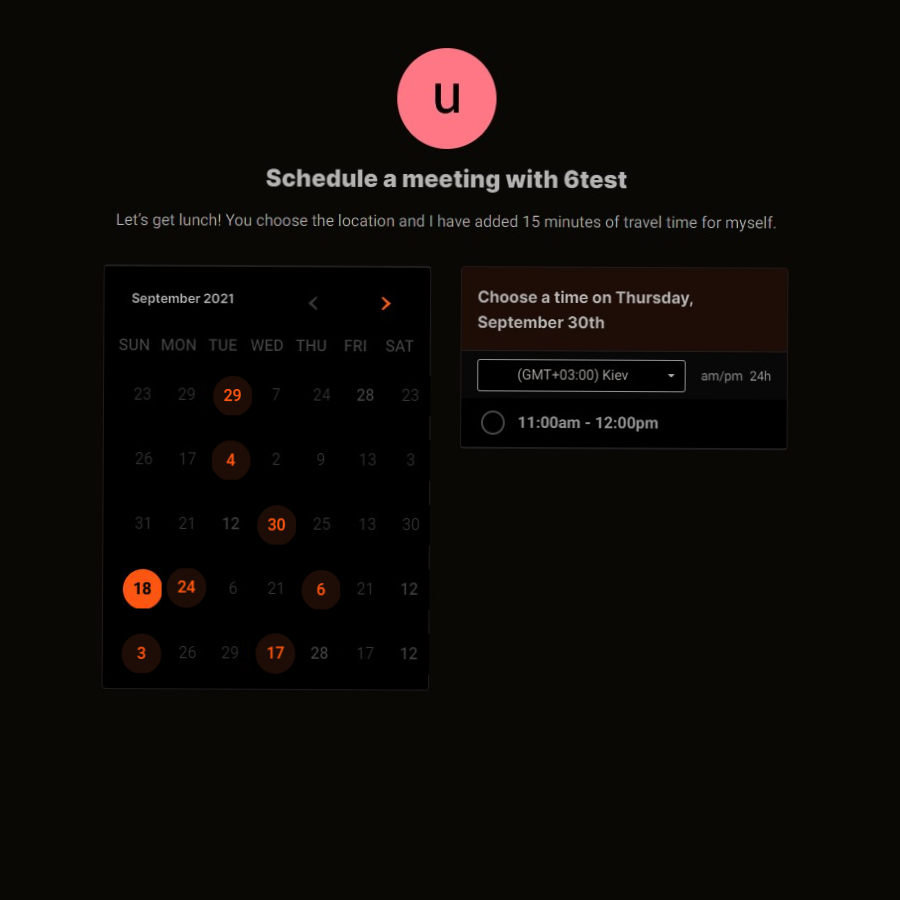 u
Schedule a meeting with 6test
Let's get lunch! You choose the location and I have added 15 minutes of travel time for myself.
September 2021
SUN MON TUE WED THU FRI SAT
23 29 29 7 24 28 23
26 17 4 2 9 13 3
31 21 12 30 25 13 30
18 24 6 21 6 21 12
3 26 29 17 28 17 12
Choose a time on Thursday,
September 30th
(GMT+03:00) Kiev am/pm 24h
11:00am - 12:00pm